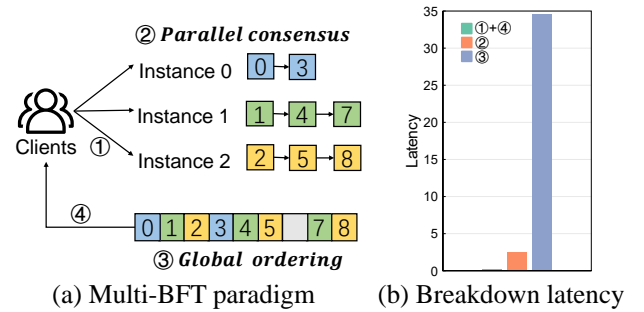 ② Parallel consensus
Instance 0
0 3
Instance 1
1 4 7
Clients
①
Instance 2
2 5 8
④
0 1 2 3 4 5 7 8
③ Global ordering
(a) Multi-BFT paradigm
35
30
25
20
15
10
5
0
Latency
①+④
②
③
(b) Breakdown latency